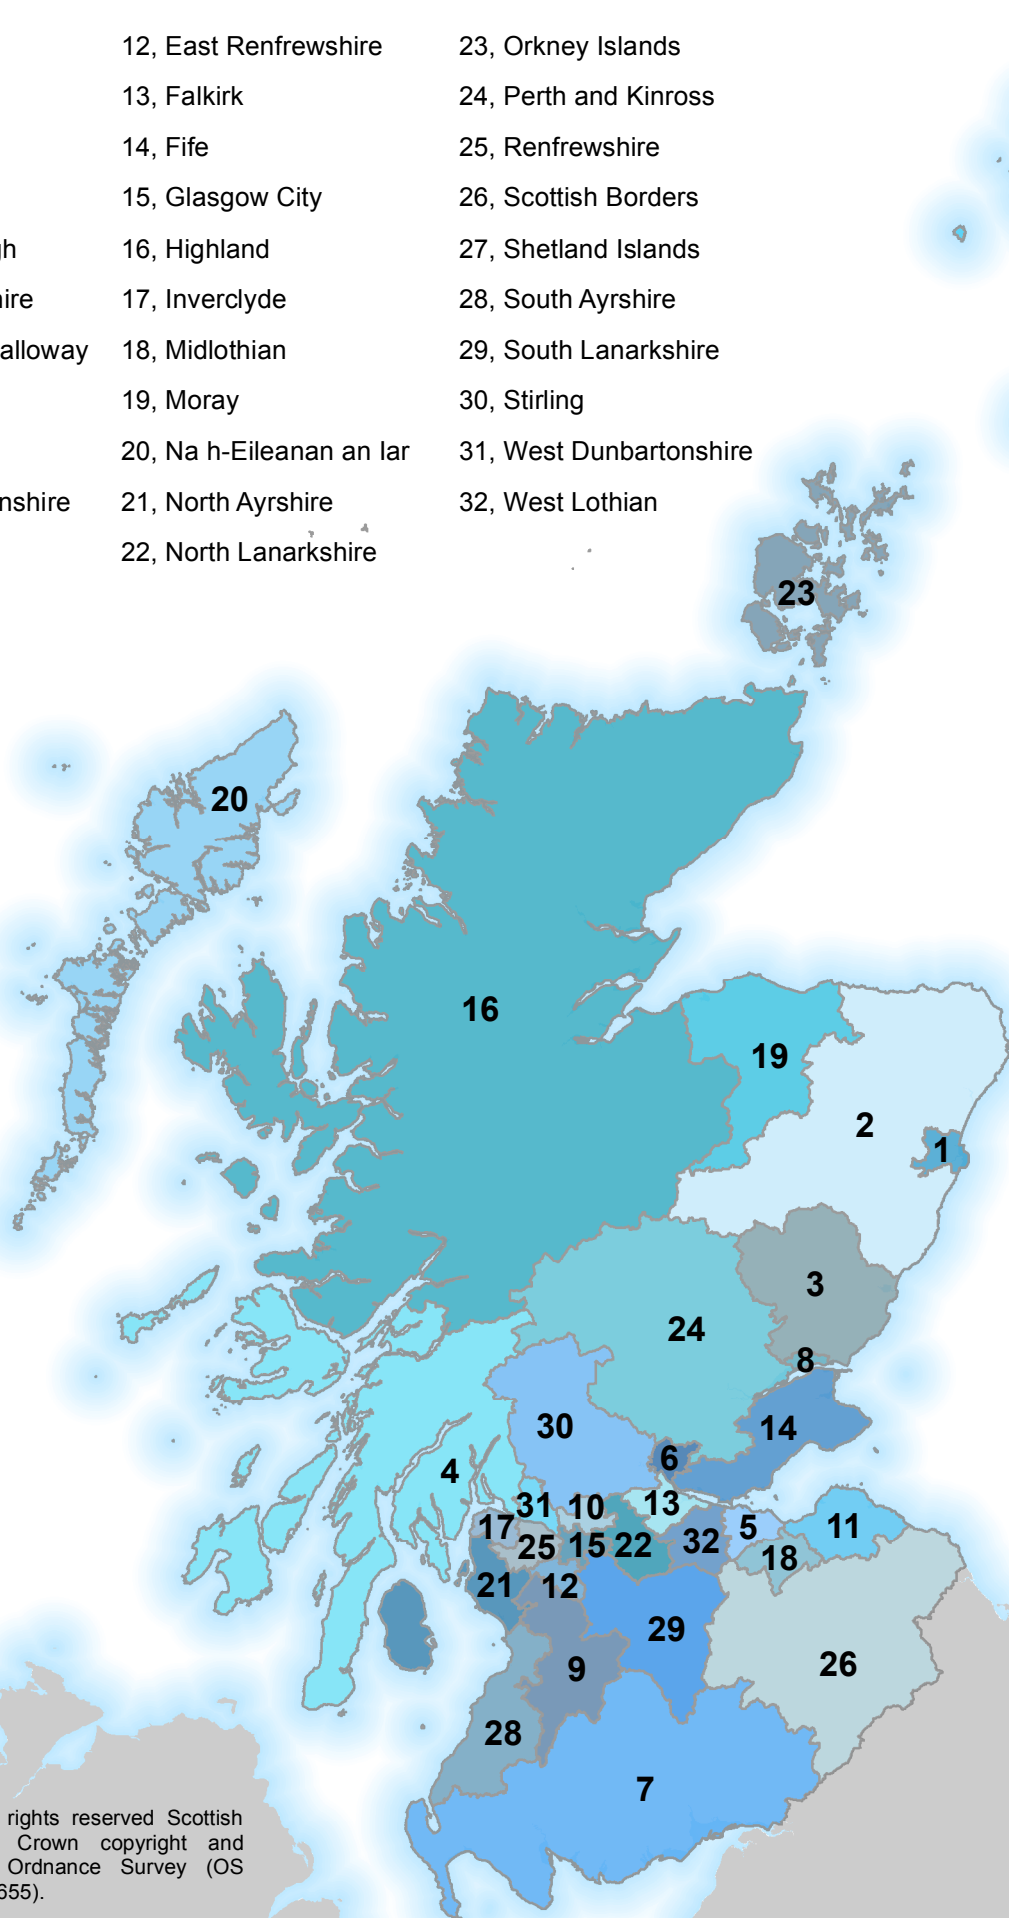 12, East Renfrewshire
13, Falkirk
14, Fife
15, Glasgow City
gh
16, Highland
ire
17, Inverclyde
alloway
18, Midlothian
19, Moray
20, Na h-Eileanan an Iar
nshire
21, North Ayrshire
22, North Lanarkshire
23, Orkney Islands
24, Perth and Kinross
25, Renfrewshire
26, Scottish Borders
27, Shetland Islands
28, South Ayrshire
29, South Lanarkshire
30, Stirling
31, West Dunbartonshire
32, West Lothian
23
20
16
19
2
1
3
24
8
30
14
6
4
31
10
13
17
25
15
22
32
5
11
18
21
12
29
9
26
28
7
rights reserved Scottish
Crown copyright and
Ordnance Survey (OS
655).